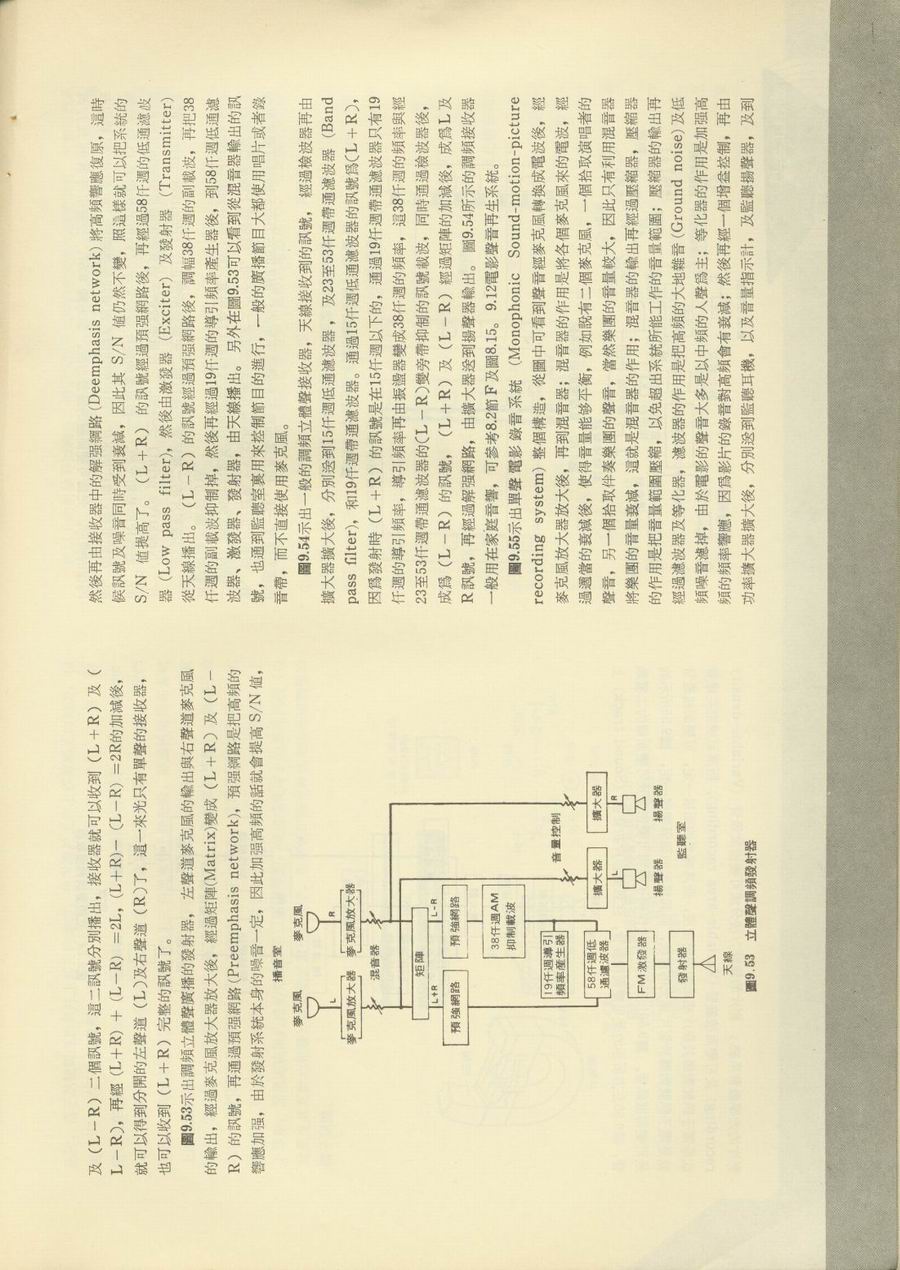 及（L－R）二個訊號，這二訊號分別播出，接收器就可以收到（L＋R）及（
L－R），再經（L＋R）＋（L－R）＝2L，（L＋R）－（L－R）＝2R的加減後，
就可以得到分開的左聲道（L）及右聲道（R）了，這一來光只有單聲的接收器，
也可以收到（L＋R）完整的訊號了。
圖9.53示出調頻立體聲廣播的發射器，左聲道麥克風的輸出與右聲道麥克風
的輸出，經過麥克風放大器放大後，經過矩陣(Matrix)變成（L＋R）及（L－
R）的訊號，再通過預强網路(Preemphasis network)，預强網路是把高頻的
響應加强，由於發射系統本身的噪音一定，因此加强高頻的話就會提高S/N值，
播音室
麥克風
麥克風
L
R
麥克風放大器
麥克風放大器
混音器
音量控制
矩陣
L+R
L-R
預强網路
預强網路
38仟週AM
抑制載波
擴大器
擴大器
L
R
揚聲器
揚聲器
監聽室
19仟週導引
頻率產生器
58仟週低
通濾波器
FM激發器
發射器
天線
圖9.53 立體聲調頻發射器
然後再由接收器中的解强網路(Deemphasis network)將高頻響應復原，這時
候訊號及噪音同時受到衰減，因此其 S/N 值仍然不變，照這樣就可以把系統的
S/N 值提高了。（L＋R）的訊號經過預强網路後，再經過58仟週的低通濾波
器（Low pass filter），然後由激發器（Exciter）及發射器（Transmitter）
從天線播出。（L－R）的訊號經過預强網路後，調幅38仟週的副載波，再把38
仟週的副載波抑制掉，然後再經過19仟週的導引頻率產生器後，到58仟週低通濾
波器、激發器、發射器，由天線播出。另外在圖9.53可以看到從混音器輸出的訊
號，也通到監聽室裏用來控制節目的進行，一般的廣播節目大都使用唱片或者錄
音帶，而不直接使用麥克風。
圖9.54示出一般的調頻立體聲接收器，天線接收到的訊號，經過檢波器再由
擴大器擴大後，分別送到15仟週低通濾波器，及23至53仟週帶通濾波器（Band
pass filter），和19仟週帶通濾波器。通過15仟週低通濾波器的訊號爲(L＋R)，
因爲發射時（L＋R）的訊號是在15仟週以下的，通過19仟週帶通濾波器只有19
仟週的導引頻率，導引頻率再由振盪器變成38仟週的頻率，這38仟週的頻率與經
23至53仟週帶通濾波器的(L－R)雙旁帶抑制的訊號載波，同時通過檢波器後，
成爲（L－R）的訊號，（L＋R）及（L－R）經過矩陣的加減後，成爲L及
R訊號，再經過解强網路，由擴大器送到揚聲器輸出。圖9.54所示的調頻接收器
一般用在家庭音響，可參考8.2節F及圖8.15。9.12電影聲音再生系統。
圖9.55示出單聲電影錄音系統（Monophonic Sound-motion-picture
recording system）整個構造，從圖中可看到聲音經麥克風轉換成電波後，經
麥克風放大器放大後，再到混音器；混音器的作用是將各個麥克風來的電波，經
過適當的衰減後，使得音量能够平衡，例如設有二個麥克風，一個拾取演唱者的
聲音，另一個拾取伴奏樂團的聲音，當然樂團的音量較大，因此只有利用混音器
將樂團的音量衰減，這就是混音器的作用；混音器的輸出再經過壓縮器，壓縮器
的作用是把音量範圍壓縮，以免超出系統所能工作的音量範圍；壓縮器的輸出再
經過濾波器及等化器，濾波器的作用是把高頻的大地雜音(Ground noise)及低
頻噪音濾掉，由於電影的聲音大多是以中頻的人聲爲主；等化器的作用是加强高
頻的頻率響應，因爲影片的錄音對高頻會有衰減；然後再經一個增益控制，再由
功率擴大器擴大後，分別送到監聽耳機，以及音量指示計，及監聽揚聲器，及到